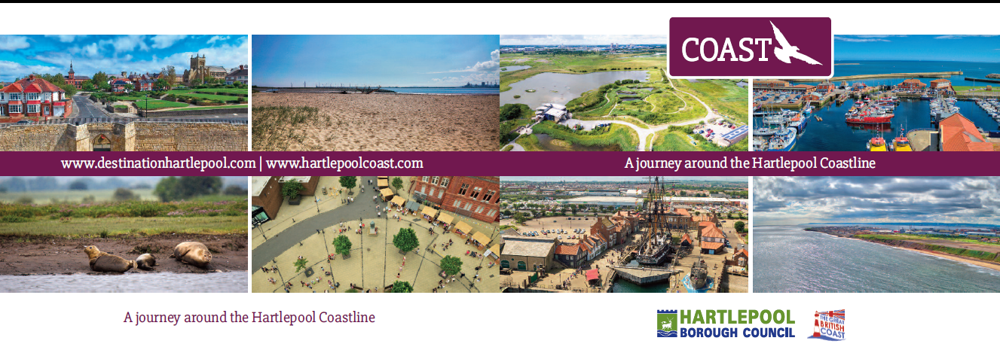 COAST
www.destinationhartlepool.com | www.hartlepoolcoast.com
A journey around the Hartlepool Coastline
A journey around the Hartlepool Coastline
HARTLEPOOL
BOROUGH COUNCIL
THE GREAT
BRITISH
COAST